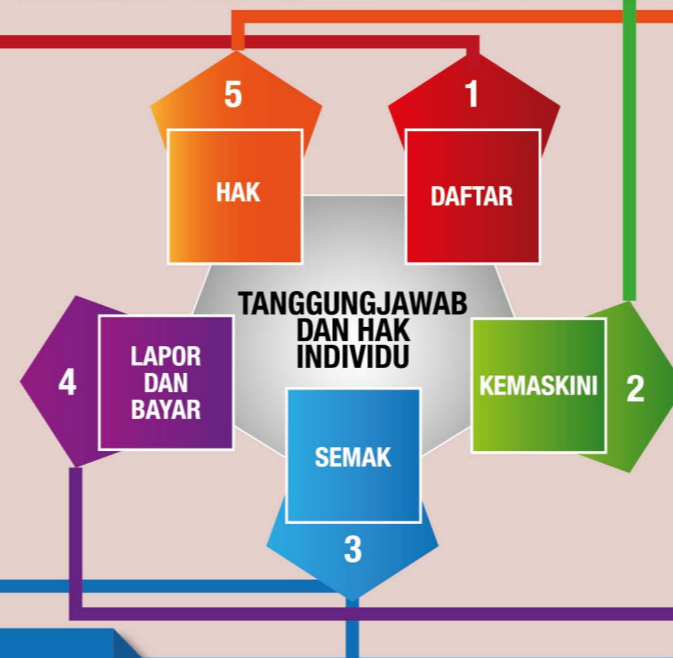 5
HAK
1
DAFTAR
TANGGUNGJAWAB
DAN HAK
INDIVIDU
4
LAPOR
DAN
BAYAR
KEMASKINI
2
SEMAK
3